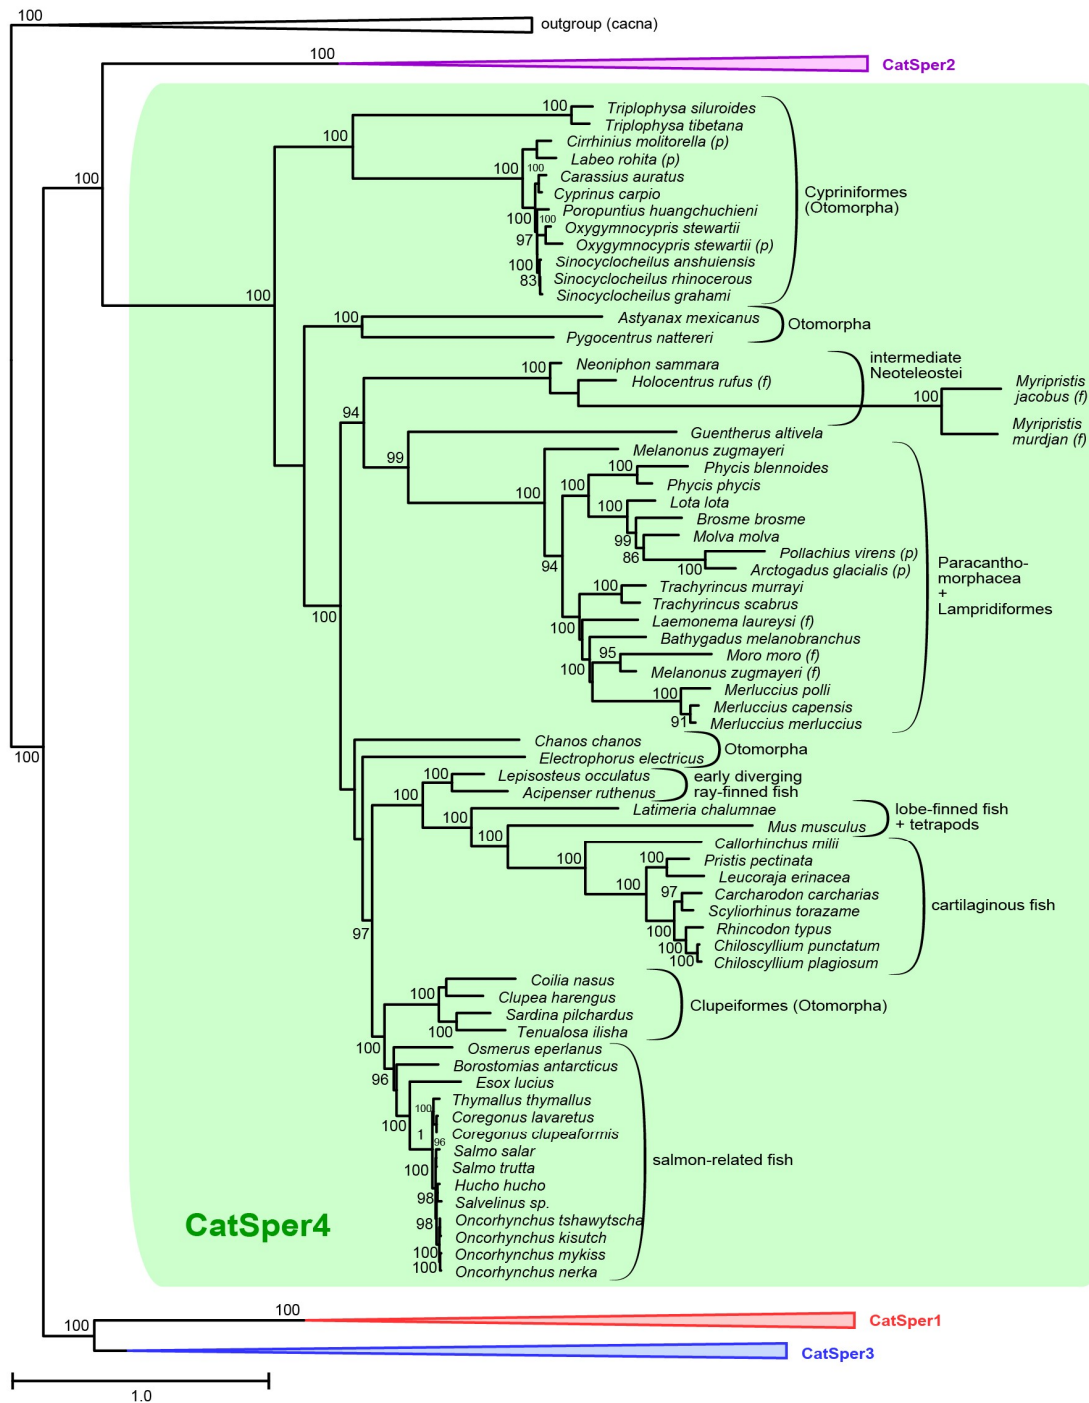 100
outgroup (cacna)
100
CatSper2
100
Triplophysa siluroides
Triplophysa tibetana
100
Cirrhinius molitorella (p)
Labeo rohita (p)
100
100
Carassius auratus
Cyprinus carpio
Cypriniformes
(Otomorpha)
100
Poropuntius huangchuchieni
100
100
Oxygymnocypris stewartii
97
Oxygymnocypris stewartii (p)
100
Sinocyclocheilus anshuiensis
83
Sinocyclocheilus rhinocerous
Sinocyclocheilus grahami
100
100
Astyanax mexicanus
Otomorpha
Pygocentrus nattereri
intermediate
Neoteleostei
100
Neoniphon sammara
Holocentrus rufus (f)
100
Myripristis
jacobus (f)
94
Myripristis
murdjan (f)
Guentherus altivela
99
Melanonus zugmayeri
100
Phycis blennoides
Phycis phycis
100
100
100
Lota lota
Brosme brosme
99
Molva molva
86
Pollachius virens (p)
94
100
Arctogadus glacialis (p)
Paracantho-
morphacea
+
Lampridiformes
100
Trachyrincus murrayi
Trachyrincus scabrus
100
100
Laemonema laureysi (f)
Bathygadus melanobranchus
95
Moro moro (f)
100
Melanonus zugmayeri (f)
100
Merluccius polli
Merluccius capensis
91
Merluccius merluccius
100
Chanos chanos
Otomorpha
Electrophorus electricus
100
Lepisosteus occulatus
early diverging
ray-finned fish
100
Acipenser ruthenus
100
Latimeria chalumnae
lobe-finned fish
+ tetrapods
100
Mus musculus
100
Callorhinchus milii
100
Pristis pectinata
Leucoraja erinacea
100
97
Carcharodon carcharias
cartilaginous fish
Scyliorhinus torazame
97
100
Rhincodon typus
100
Chiloscyllium punctatum
100
Chiloscyllium plagiosum
Coilia nasus
100
Clupea harengus
Clupeiformes (Otomorpha)
Sardina pilchardus
100
Tenualosa ilisha
100
Osmerus eperlanus
96
Borostomias antarcticus
Esox lucius
100
Thymallus thymallus
100
Coregonus lavaretus
1
Coregonus clupeaformis
96
Salmo salar
salmon-related fish
100
Salmo trutta
Hucho hucho
98
Salvelinus sp.
98
Oncorhynchus tshawytscha
CatSper4
Oncorhynchus kisutch
100
Oncorhynchus mykiss
100
Oncorhynchus nerka
100
CatSper1
100
CatSper3
1.0